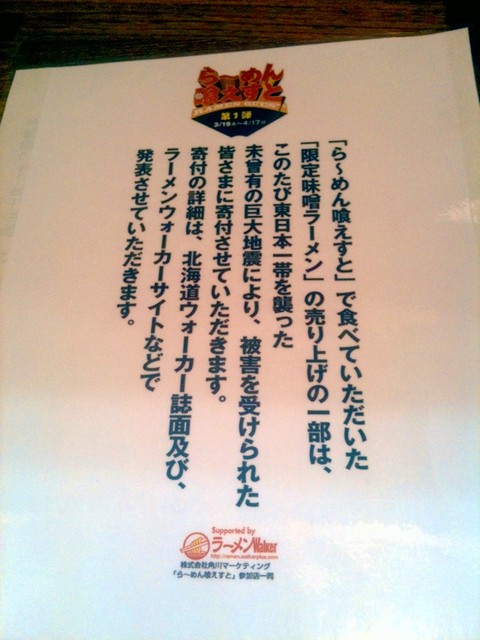 ら〜めん
喰えすと
第1弾
「ら〜めん喰えすと」で食べていただいた
「限定味噌ラーメン」の売り上げの一部は、
このたび東日本一帯を襲った
未曾有の巨大地震により、被害を受けられた
皆さまに寄付させていただきます。
寄付の詳細は、北海道ウォーカー誌面及び、
ラーメンウォーカーサイトなどで
発表させていただきます。
Supported by
ラーメンWalker
株式会社角川マーケティング
「ら〜めん喰えすと」参加店一同